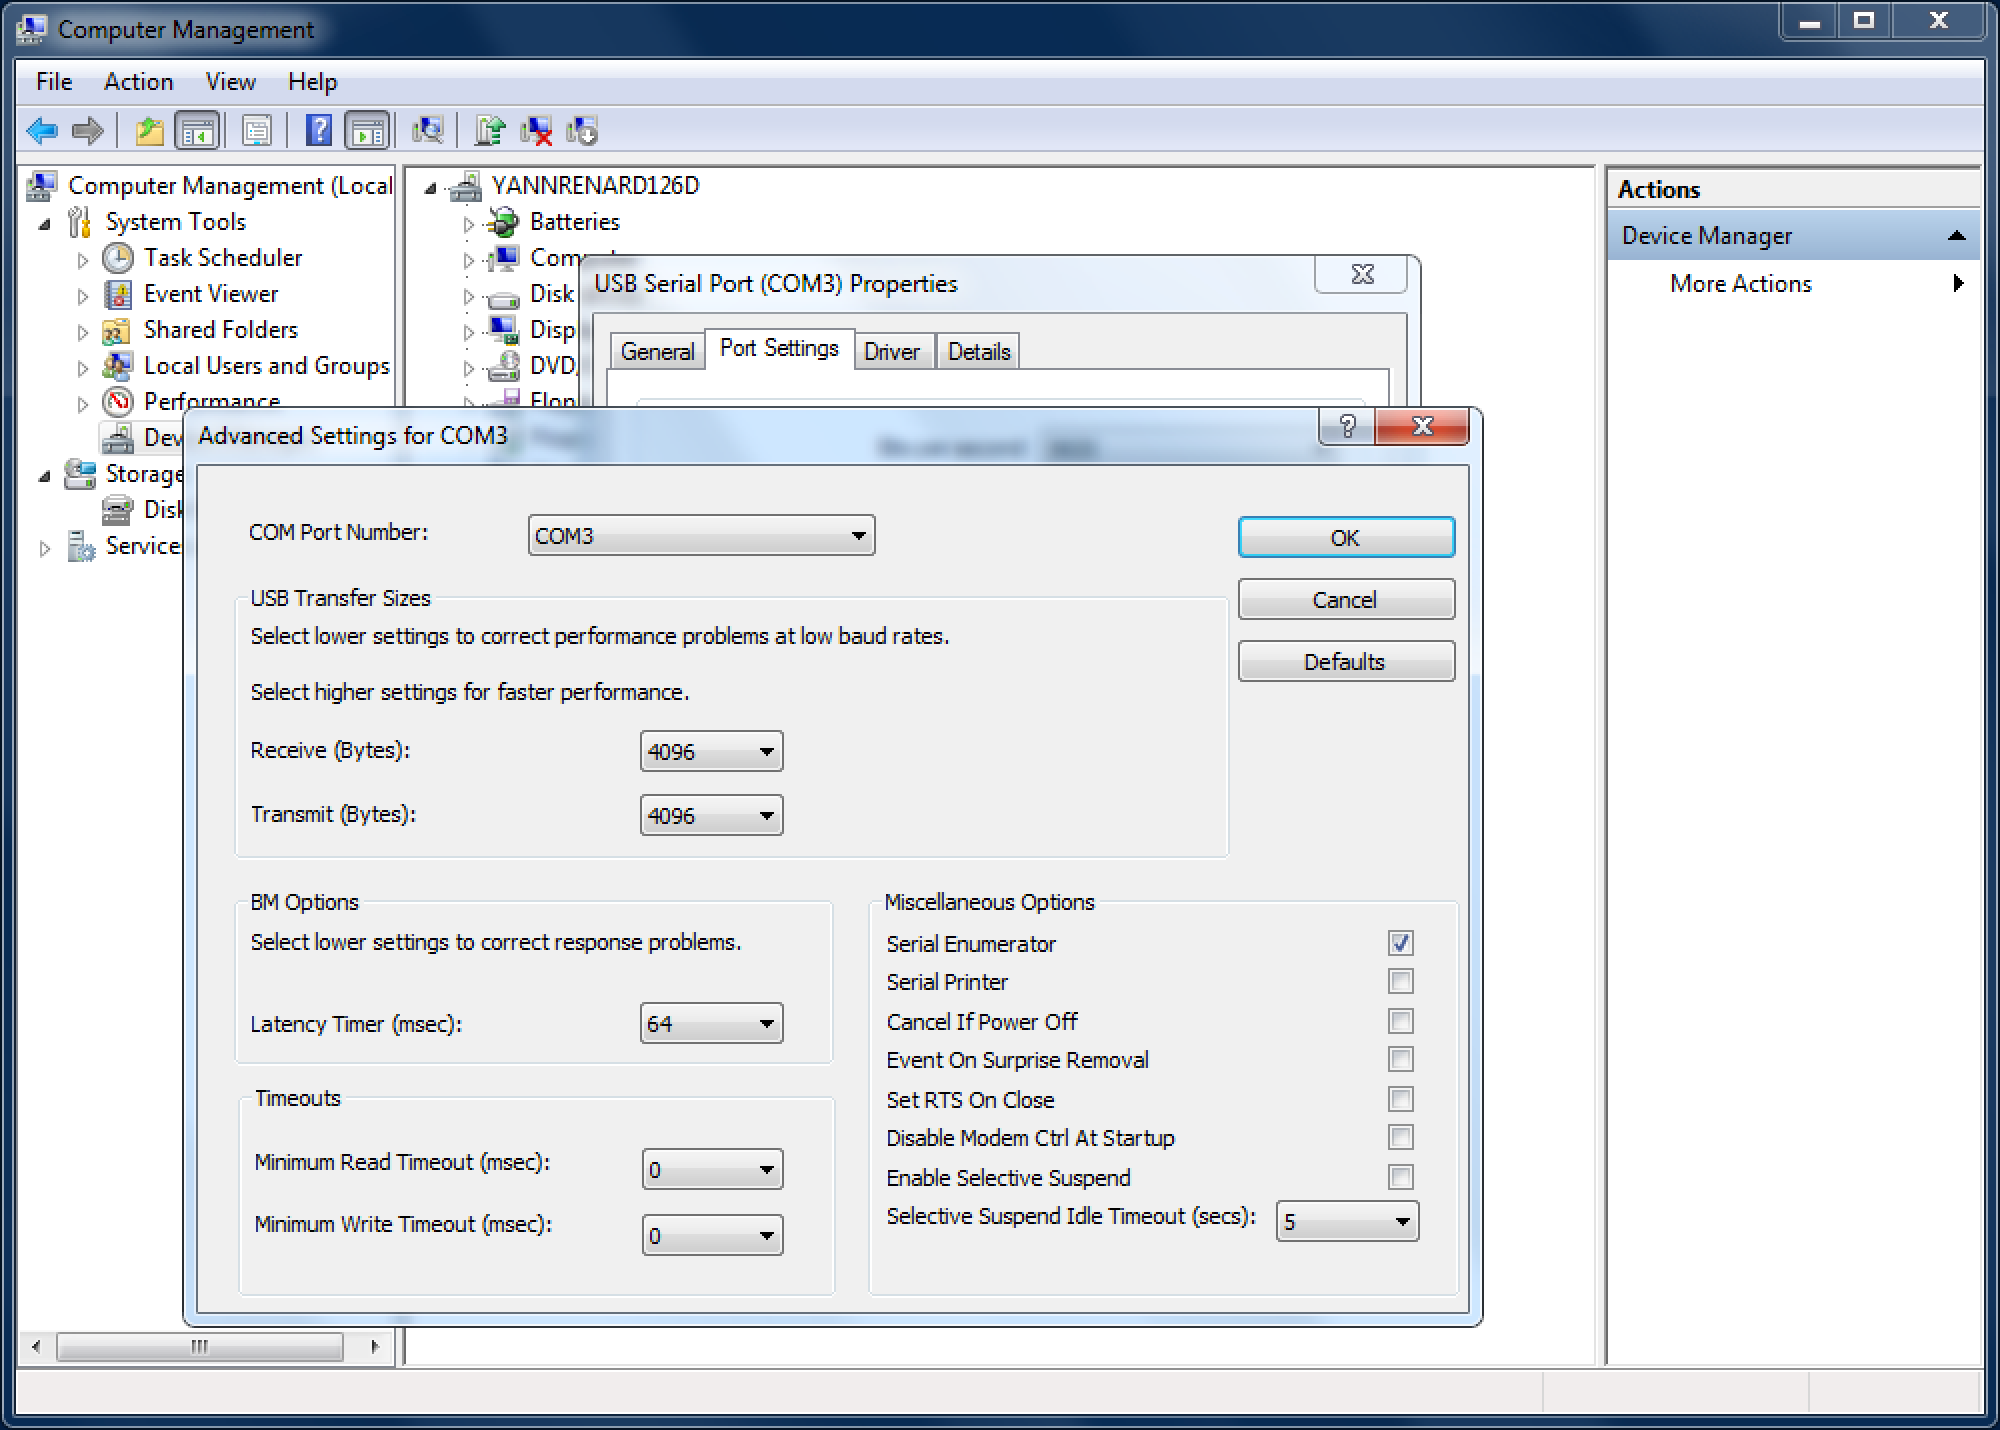 Computer Management
File Action View Help
Computer Management (Local
System Tools
Task Scheduler
Event Viewer
Shared Folders
Local Users and Groups
Performance
Dev
Storage
Disk
Service
YANNRENARD126D
Batteries
Comp
Disk
Disp
DVD/
Flop
Actions
Device Manager
More Actions
USB Serial Port (COM3) Properties
General Port Settings Driver Details
Advanced Settings for COM3
COM Port Number: COM3
OK
Cancel
Defaults
USB Transfer Sizes
Select lower settings to correct performance problems at low baud rates.
Select higher settings for faster performance.
Receive (Bytes): 4096
Transmit (Bytes): 4096
BM Options
Select lower settings to correct response problems.
Latency Timer (msec): 64
Timeouts
Minimum Read Timeout (msec): 0
Minimum Write Timeout (msec): 0
Miscellaneous Options
Serial Enumerator
Serial Printer
Cancel If Power Off
Event On Surprise Removal
Set RTS On Close
Disable Modem Ctrl At Startup
Enable Selective Suspend
Selective Suspend Idle Timeout (secs): 5